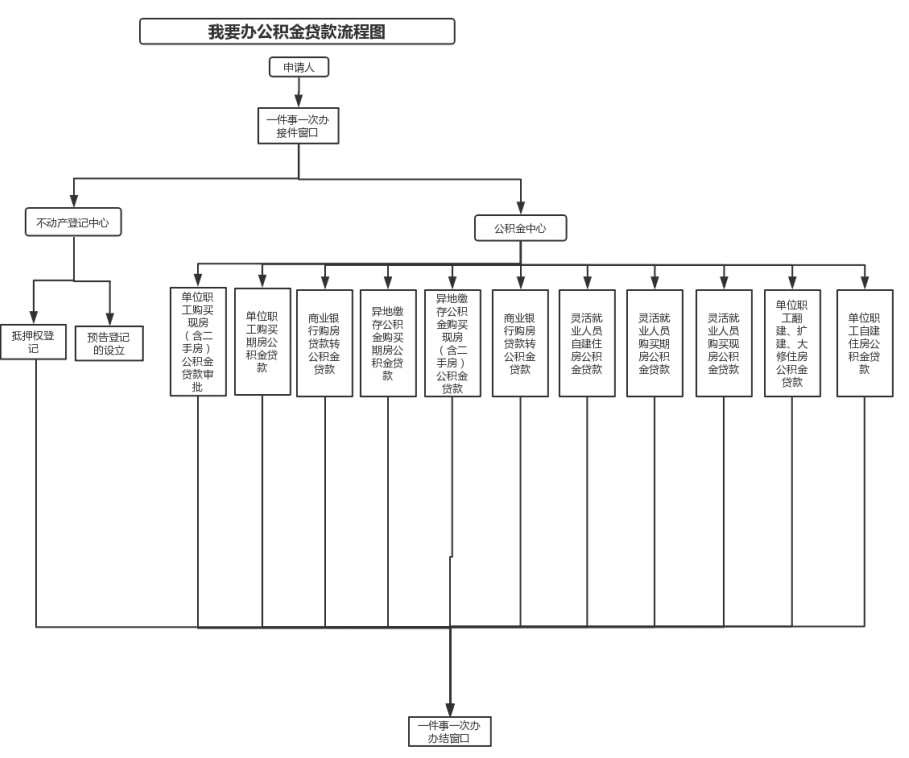 我要办公积金贷款流程图
申请人
一件事一次办
接件窗口
不动产登记中心
公积金中心
抵押权登
记
预告登记
的设立
单位职
工购买
现房
（含二
手房）
公积金
贷款审
批
单位职
工购买
期房公
积金贷
款
商业银
行购房
贷款转
公积金
贷款
异地缴
存公积
金购买
期房公
积金贷
款
异地缴
存公积
金购买
现房
（含二
手房）
公积金
贷款
商业银
行购房
贷款转
公积金
贷款
灵活就
业人员
自建住
房公积
金贷款
灵活就
业人员
购买期
房公积
金贷款
灵活就
业人员
购买现
房公积
金贷款
单位职
工翻
建、扩
建、大
修住房
公积金
贷款
单位职
工自建
住房公
积金贷
款
一件事一次办
办结窗口